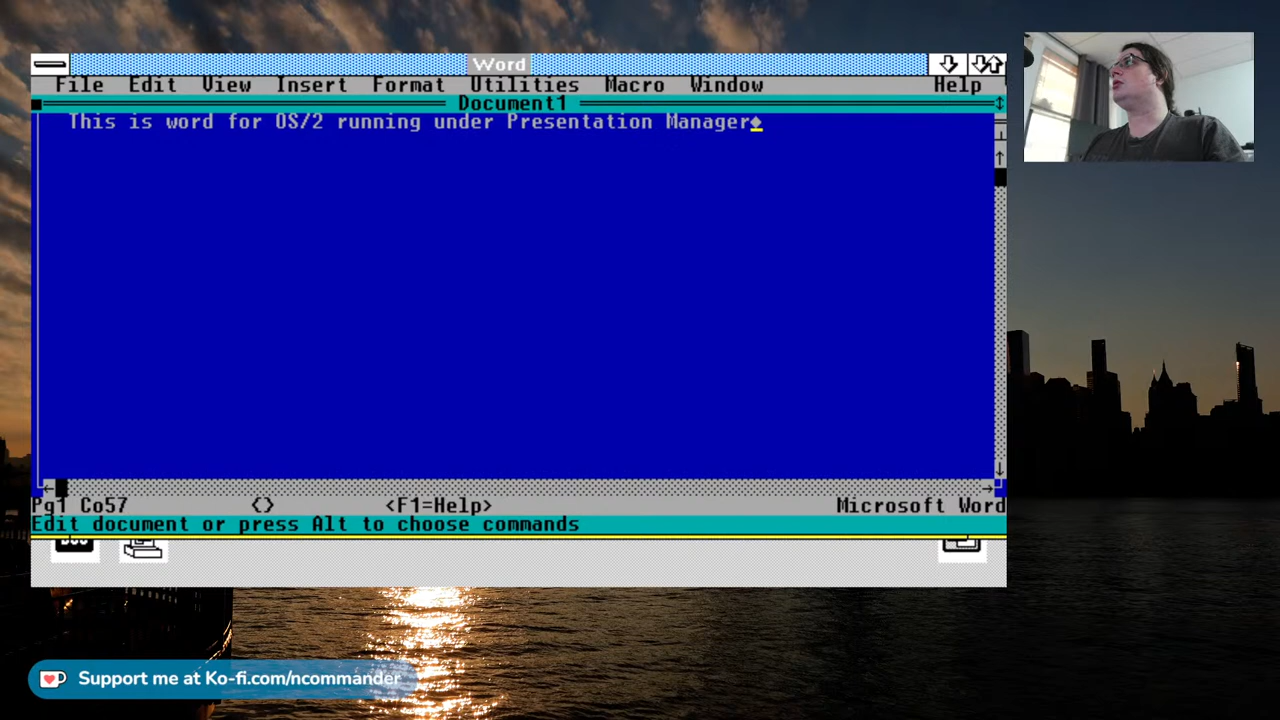 Word
File Edit View Insert Format Utilities Macro Window Help
Document1
This is word for OS/2 running under Presentation Manager
Pg1 Co57 <F1=Help> Microsoft Word
Edit document or press Alt to choose commands
Support me at Ko-fi.com/ncommander